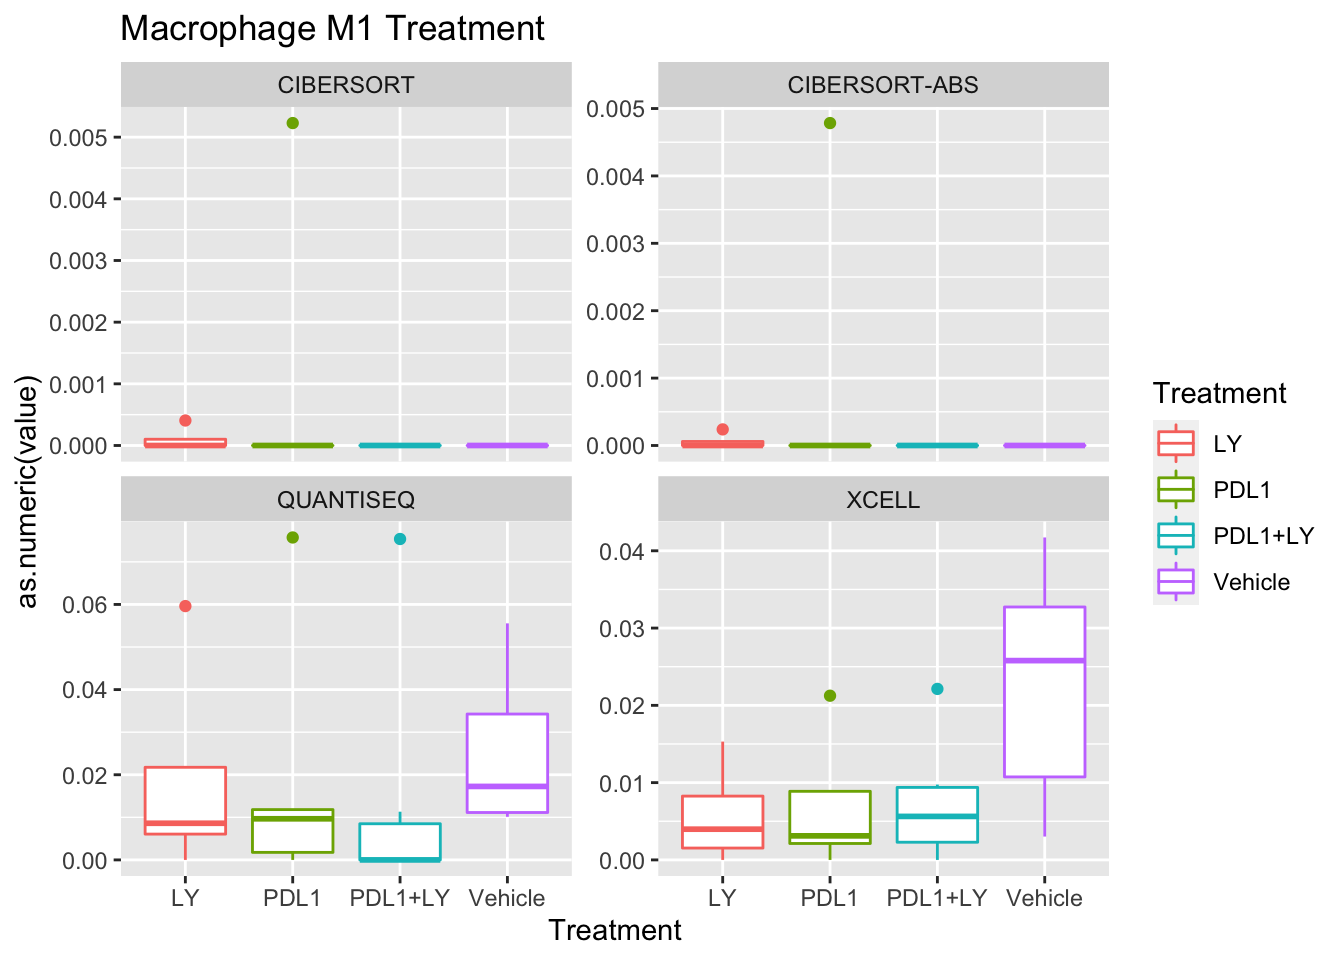 Macrophage M1 Treatment
CIBERSORT
CIBERSORT-ABS
0.005
0.004
0.003
0.002
0.001
0.000
0.005
0.004
0.003
0.002
0.001
0.000
as.numeric(value)
QUANTISEQ
XCELL
0.06
0.04
0.02
0.00
0.04
0.03
0.02
0.01
0.00
LY PDL1 PDL1+LY Vehicle
LY PDL1 PDL1+LY Vehicle
Treatment
Treatment
LY
PDL1
PDL1+LY
Vehicle